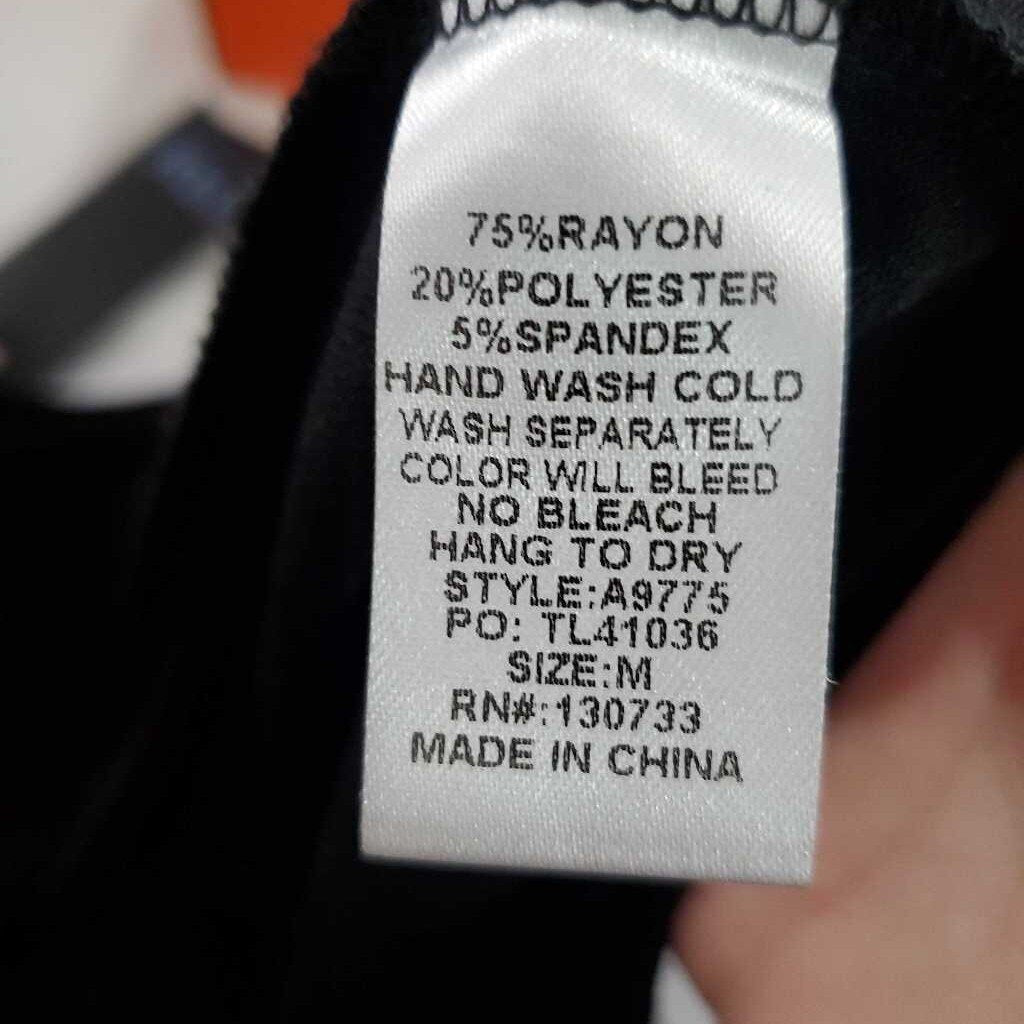 75%RAYON
20%POLYESTER
5%SPANDEX
HAND WASH COLD
WASH SEPARATELY
COLOR WILL BLEED
NO BLEACH
HANG TO DRY
STYLE:A9775
PO: TL41036
SIZE:M
RN#:130733
MADE IN CHINA